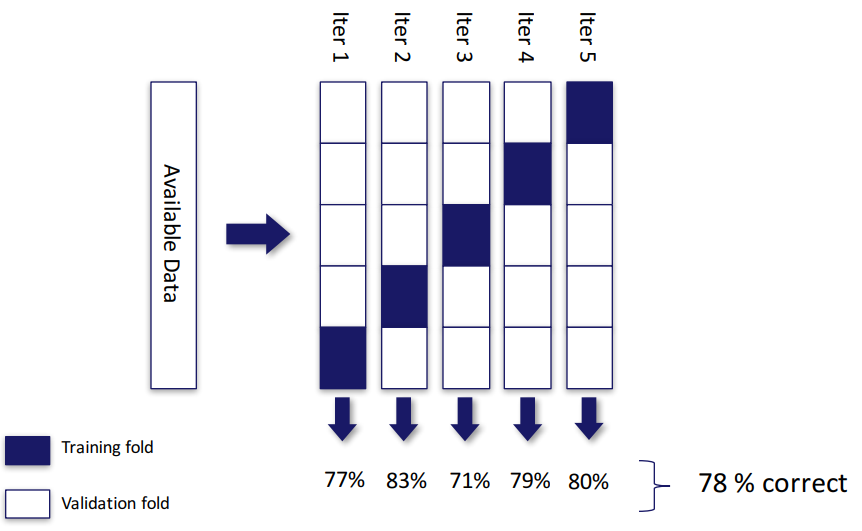 Iter 1
Iter 2
Iter 3
Iter 4
Iter 5
Available Data
Training fold
Validation fold
77%
83%
71%
79%
80%
78 % correct